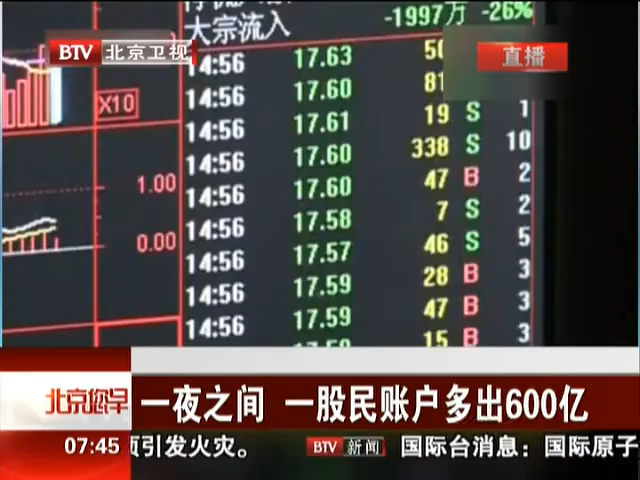 -1997万 -26%
大宗流入
BTV 北京卫视
直播
14:56 17.63
14:56 17.60
14:56 17.61 19 S 1
14:56 17.60 338 S 10
14:56 17.60 47 B 2
14:56 17.58 7 S 2
14:56 17.57 46 S 5
14:56 17.59 28 B 3
14:56 17.59 47 B 3
15 B 3
X10
1.00
0.00
北京您早
一夜之间 一股民账户多出600亿
07:45 引发火灾。 BTV 新闻 国际台消息：国际原子